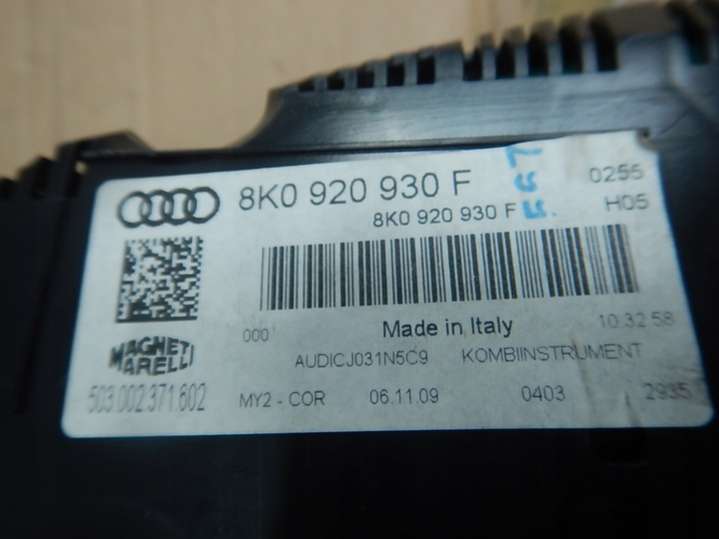 8K0 920 930 F
0255
8K0 920 930 F
H05
000
Made in Italy
10:32:58
AUDICJ031N5C9 KOMBIINSTRUMENT
MAGNETI
MARELLI
503.002.371.602
MY2 - COR 06.11.09 0403 2935